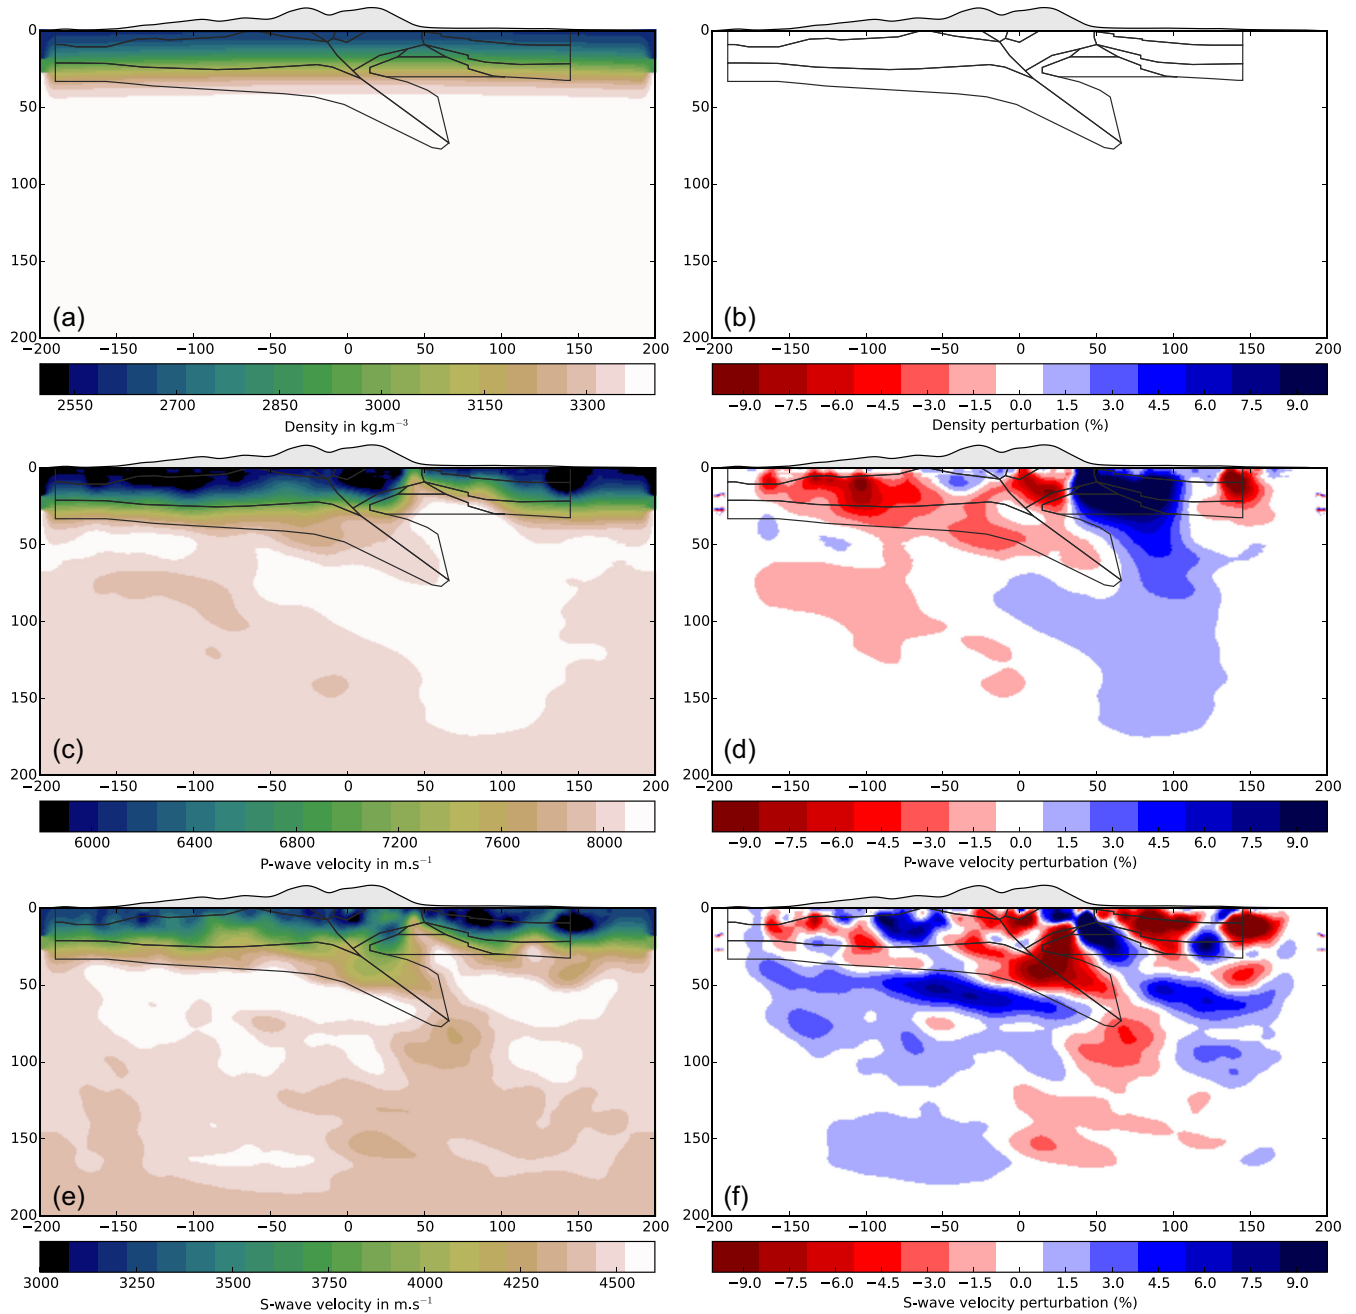 0
50
100
150
200
(a)
−200 −150 −100 −50 0 50 100 150 200
2550 2700 2850 3000 3150 3300
Density in kg.m⁻³
0
50
100
150
200
(b)
−200 −150 −100 −50 0 50 100 150 200
−9.0 −7.5 −6.0 −4.5 −3.0 −1.5 0.0 1.5 3.0 4.5 6.0 7.5 9.0
Density perturbation (%)
0
50
100
150
200
(c)
−200 −150 −100 −50 0 50 100 150 200
6000 6400 6800 7200 7600 8000
P-wave velocity in m.s⁻¹
0
50
100
150
200
(d)
−200 −150 −100 −50 0 50 100 150 200
−9.0 −7.5 −6.0 −4.5 −3.0 −1.5 0.0 1.5 3.0 4.5 6.0 7.5 9.0
P-wave velocity perturbation (%)
0
50
100
150
200
(e)
−200 −150 −100 −50 0 50 100 150 200
3000 3250 3500 3750 4000 4250 4500
S-wave velocity in m.s⁻¹
0
50
100
150
200
(f)
−200 −150 −100 −50 0 50 100 150 200
−9.0 −7.5 −6.0 −4.5 −3.0 −1.5 0.0 1.5 3.0 4.5 6.0 7.5 9.0
S-wave velocity perturbation (%)